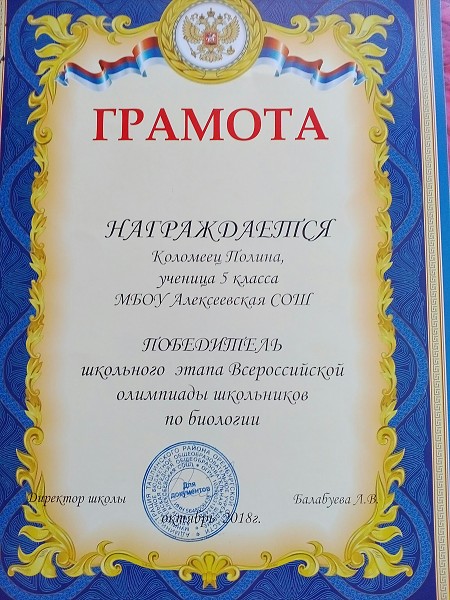 ГРАМОТА
НАГРАЖДАЕТСЯ
Коломеец Полина,
ученица 5 класса
МБОУ Алексеевская СОШ
ПОБЕДИТЕЛЬ
школьного этапа Всероссийской
олимпиады школьников
по биологии
Для
документов
Директор школы Балабуева Л.В.
октябрь 2018г.